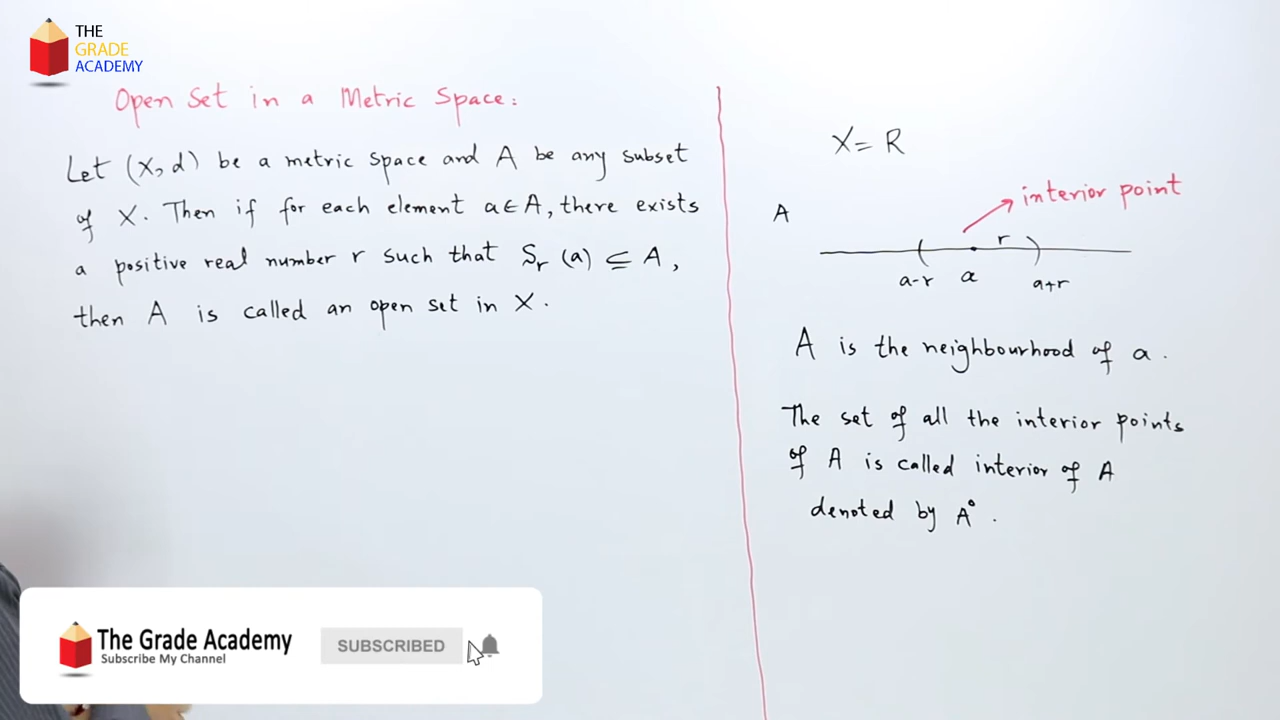 THE
GRADE
ACADEMY
Open Set in a Metric Space:
Let (X, d) be a metric space and A be any subset
of X. Then if for each element a ∈ A, there exists
a positive real number r such that Sr (a) ⊆ A,
then A is called an open set in X.
X = R
interior point
A
r
a-r a a+r
A is the neighbourhood of a.
The set of all the interior points
of A is called interior of A
denoted by A°.
The Grade Academy
Subscribe My Channel
SUBSCRIBED